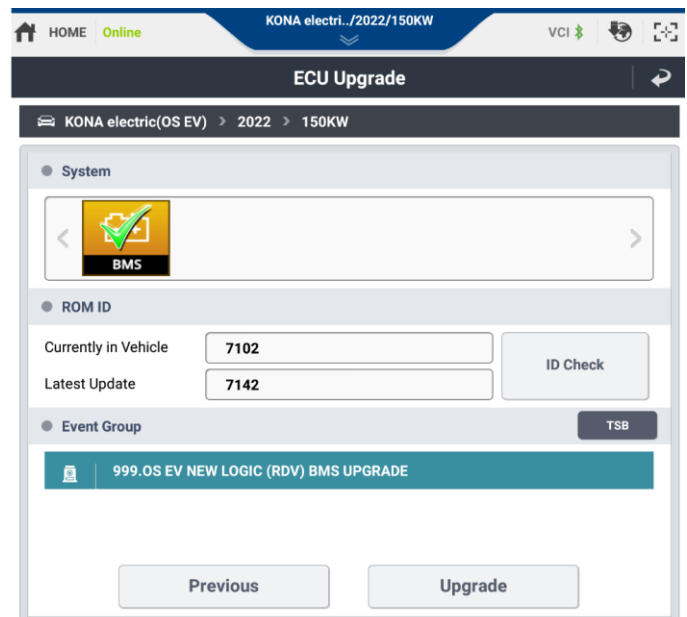 HOME Online KONA electri../2022/150KW VCI
ECU Upgrade
KONA electric(OS EV) > 2022 > 150KW
System
BMS
ROM ID
Currently in Vehicle 7102
ID Check
Latest Update 7142
Event Group TSB
999.OS EV NEW LOGIC (RDV) BMS UPGRADE
Previous Upgrade